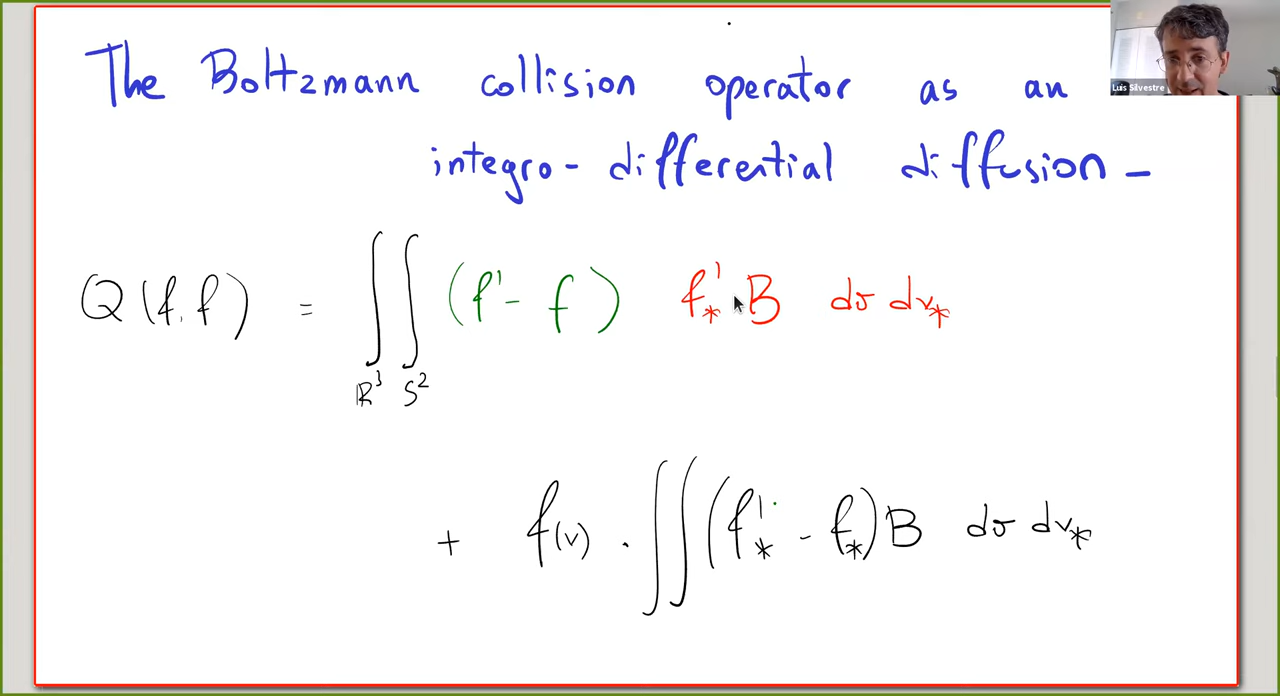 The Boltzmann collision operator as an
Luis Silvestre
integro-differential diffusion -
Q(f,f) = ∬ (f' - f) f'_* B dσ dv_*
R³ S²
+ f(v) · ∬ (f'_* - f_*) B dσ dv_*